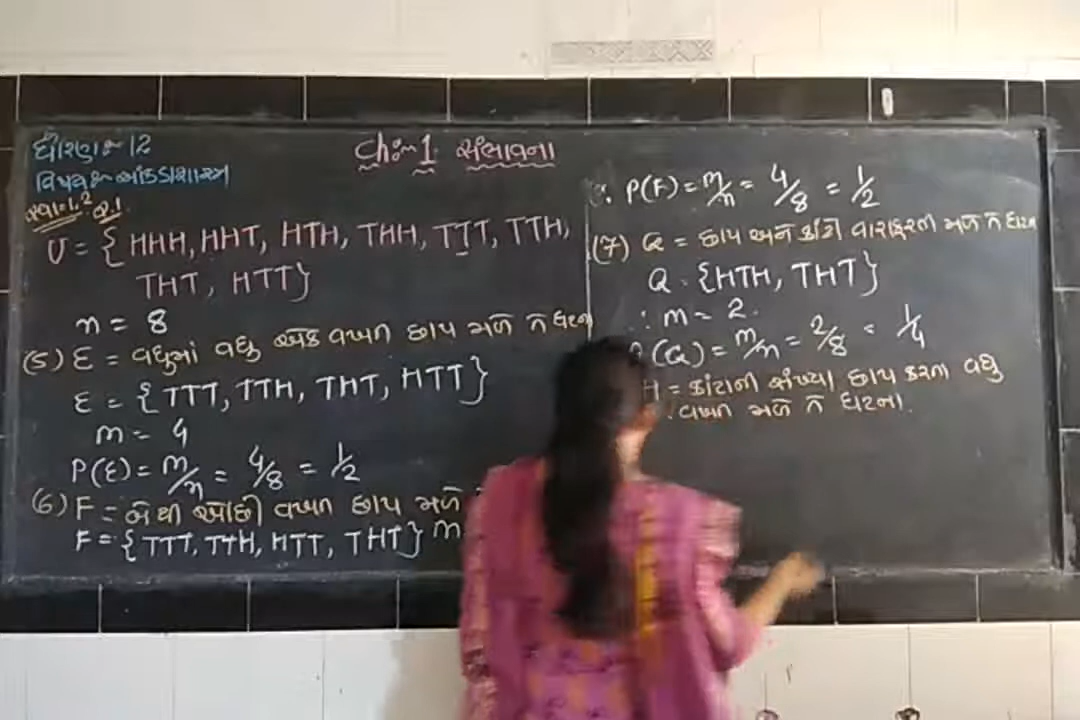 ધોરણઃ-12
વિષયઃ-આંકડાશાસ્ત્ર
Ch:-1 સંભાવના
સ્વા=1.2 Q.1
U = { HHH, HHT, HTH, THH, TTT, TTH,
THT, HTT}
n = 8
(5) E = વધુમાં વધુ એક વખત છાપ મળે તે ઘટના
E = {TTT, TTH, THT, HTT}
m = 4
P(E) = m/n = 4/8 = 1/2
(6) F = બેથી ઓછી વખત છાપ મળે
F = {TTT, TTH, HTT, THT} m
∴ P(F) = m/n = 4/8 = 1/2
(7) G = છાપ અને કાંટો વારાફરતી મળે તે ઘટના
G = {HTH, THT}
∴ m = 2.
(G) = m/n = 2/8 = 1/4
H = કાંટાની સંખ્યા છાપ કરતા વધુ
વખત મળે તે ઘટના.